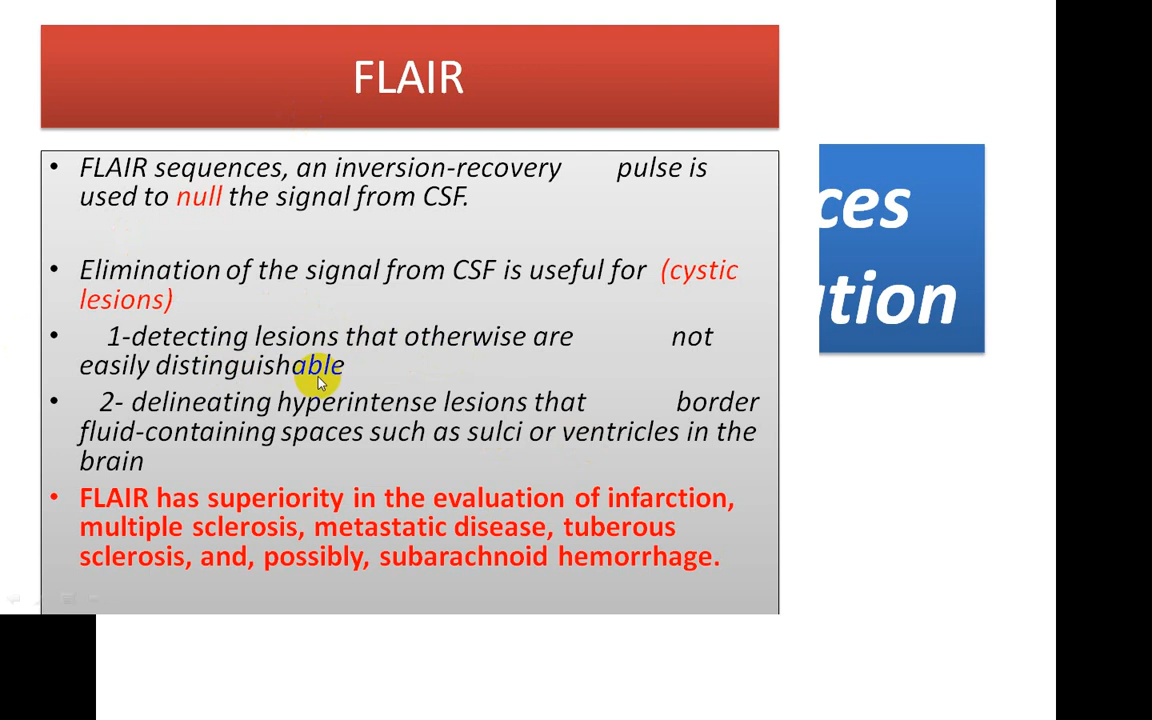 FLAIR
• FLAIR sequences, an inversion-recovery pulse is
used to null the signal from CSF.
• Elimination of the signal from CSF is useful for (cystic
lesions)
• 1-detecting lesions that otherwise are not
easily distinguishable
• 2- delineating hyperintense lesions that border
fluid-containing spaces such as sulci or ventricles in the
brain
• FLAIR has superiority in the evaluation of infarction,
multiple sclerosis, metastatic disease, tuberous
sclerosis, and, possibly, subarachnoid hemorrhage.
ces
ution